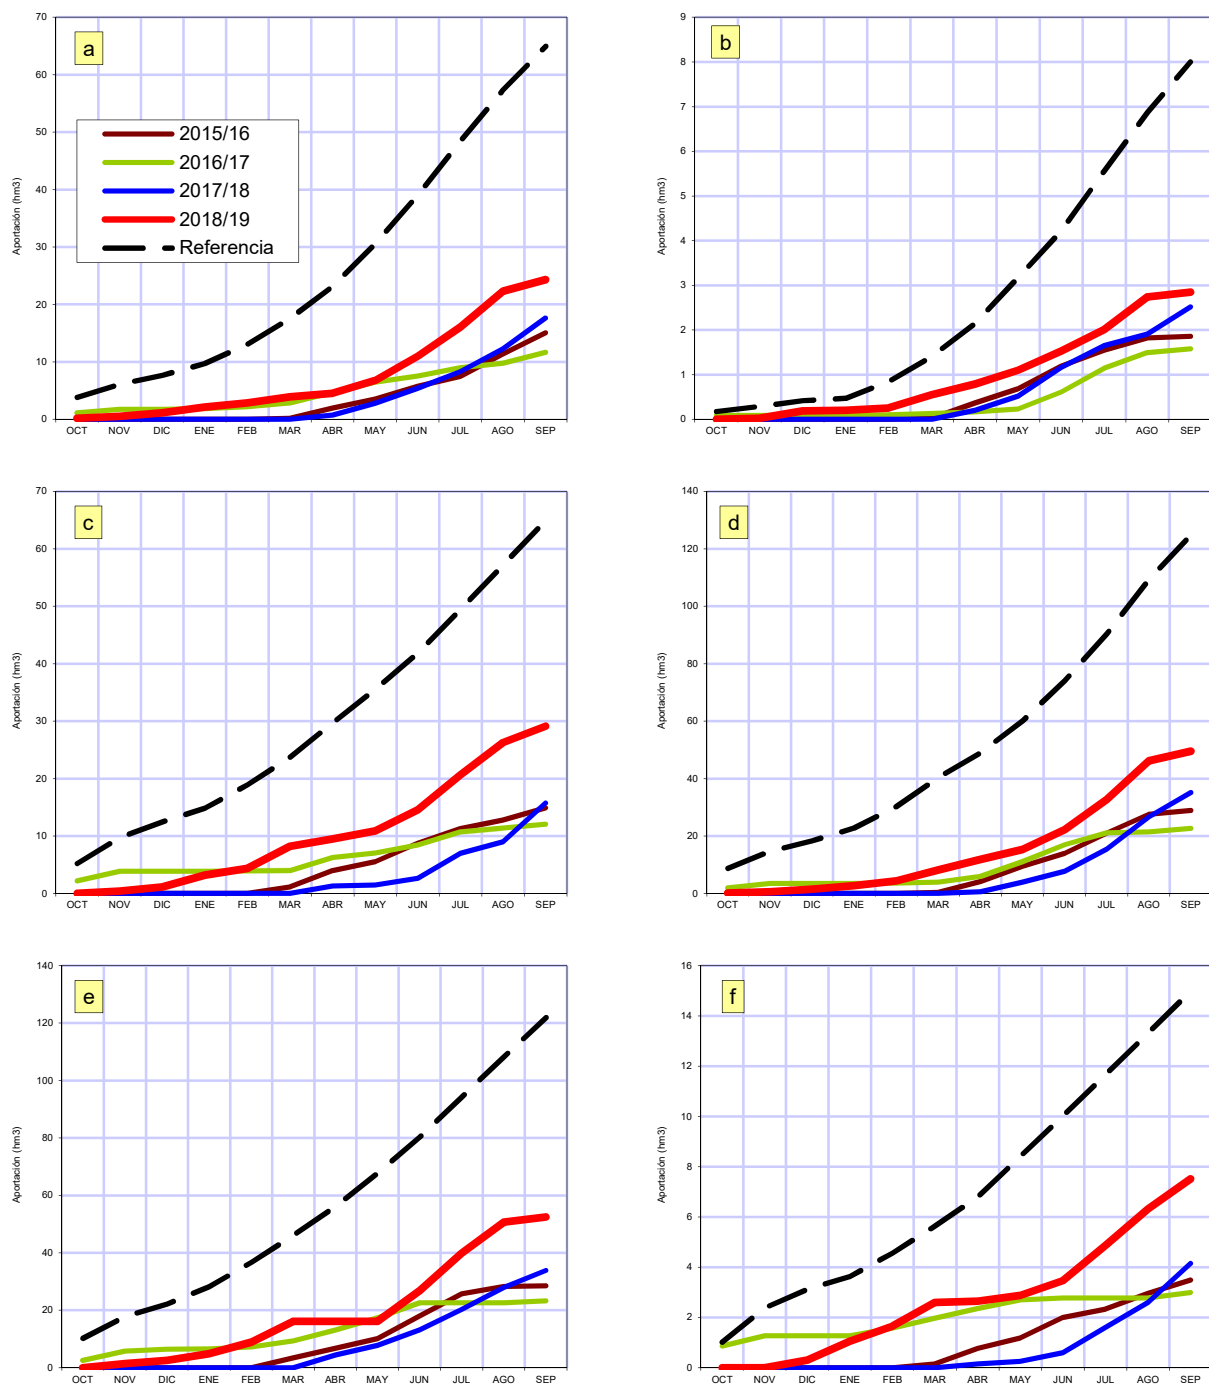 a
70
60
50
40
30
20
10
0
Aportación (hm3)
2015/16
2016/17
2017/18
2018/19
Referencia
OCT NOV DIC ENE FEB MAR ABR MAY JUN JUL AGO SEP
b
9
8
7
6
5
4
3
2
1
0
Aportación (hm3)
OCT NOV DIC ENE FEB MAR ABR MAY JUN JUL AGO SEP
c
70
60
50
40
30
20
10
0
Aportación (hm3)
OCT NOV DIC ENE FEB MAR ABR MAY JUN JUL AGO SEP
d
140
120
100
80
60
40
20
0
Aportación (hm3)
OCT NOV DIC ENE FEB MAR ABR MAY JUN JUL AGO SEP
e
140
120
100
80
60
40
20
0
Aportación (hm3)
OCT NOV DIC ENE FEB MAR ABR MAY JUN JUL AGO SEP
f
16
14
12
10
8
6
4
2
0
Aportación (hm3)
OCT NOV DIC ENE FEB MAR ABR MAY JUN JUL AGO SEP